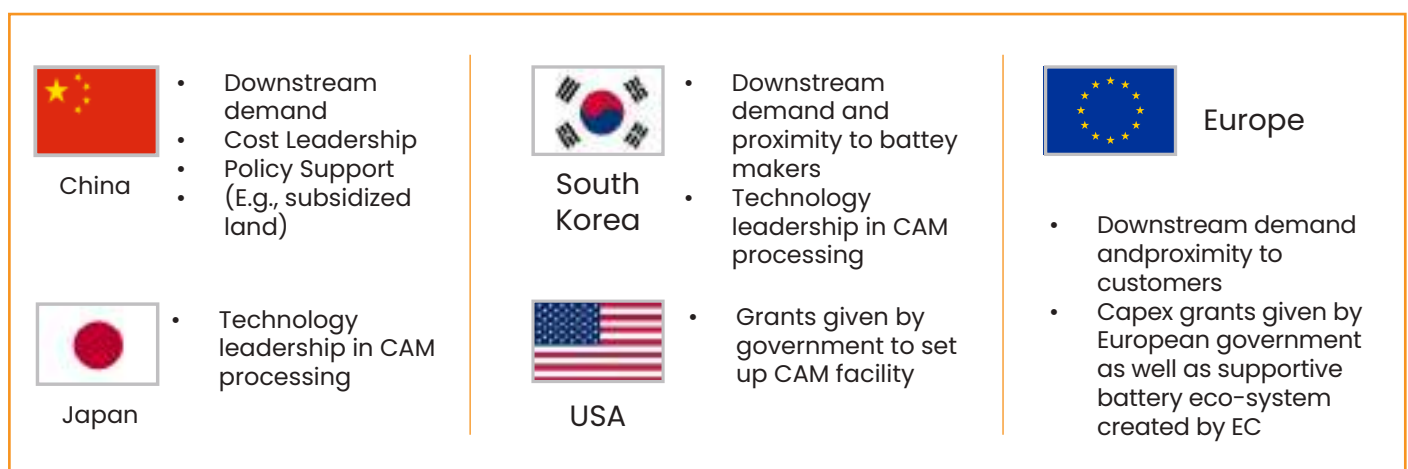 China
• Downstream
demand
• Cost Leadership
• Policy Support
• (E.g., subsidized
land)
Japan
• Technology
leadership in CAM
processing
South
Korea
• Downstream
demand and
proximity to battey
makers
• Technology
leadership in CAM
processing
USA
• Grants given by
government to set
up CAM facility
Europe
• Downstream demand
andproximity to
customers
• Capex grants given by
European government
as well as supportive
battery eco-system
created by EC